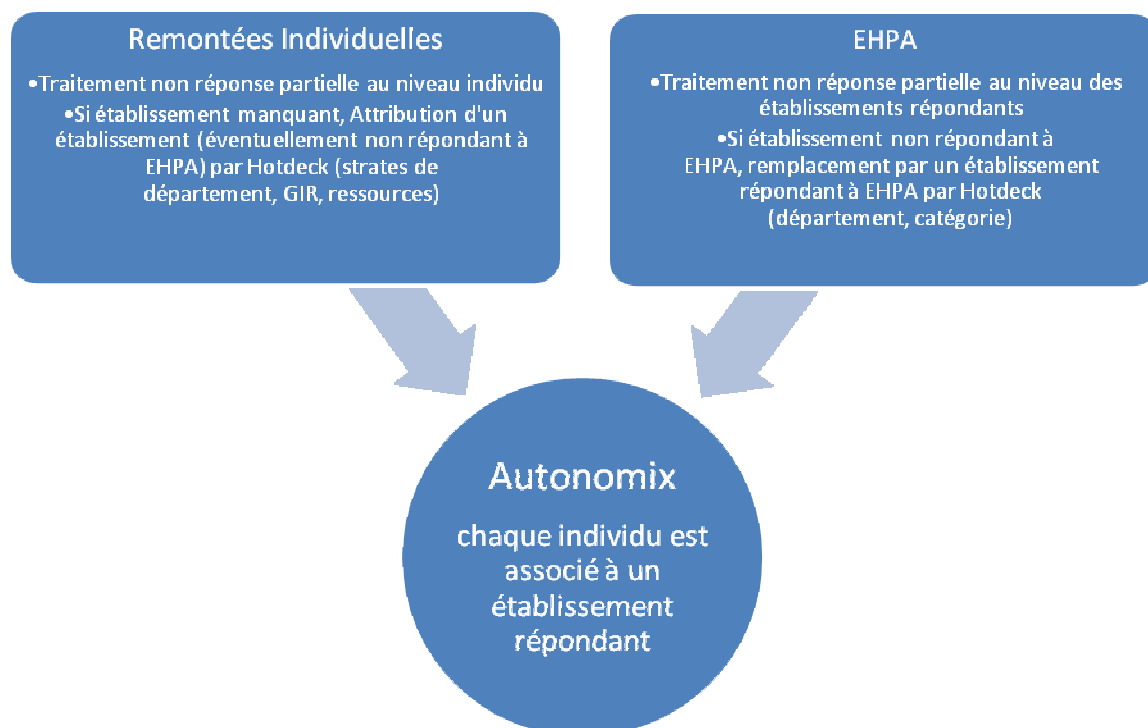 Remontées Individuelles
•Traitement non réponse partielle au niveau individu
•Si établissement manquant, Attribution d'un
établissement (éventuellement non répondant à
EHPA) par Hotdeck (strates de
département, GIR, ressources)
EHPA
•Traitement non réponse partielle au niveau des
établissements répondants
•Si établissement non répondant à
EHPA, remplacement par un établissement
répondant à EHPA par Hotdeck
(département, catégorie)
Autonomix
chaque individu est
associé à un
établissement
répondant